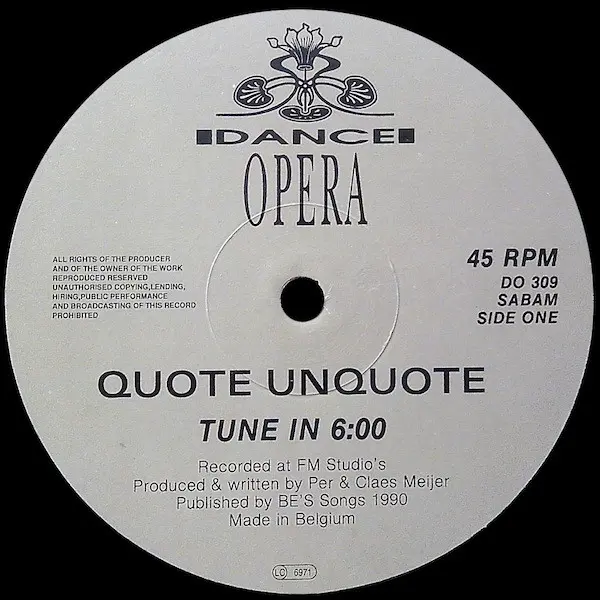 DANCE
OPERA
ALL RIGHTS OF THE PRODUCER
AND OF THE OWNER OF THE WORK
REPRODUCED RESERVED
UNAUTHORISED COPYING,LENDING,
HIRING,PUBLIC PERFORMANCE
AND BROADCASTING OF THIS RECORD
PROHIBITED
45 RPM
DO 309
SABAM
SIDE ONE
QUOTE UNQUOTE
TUNE IN 6:00
Recorded at FM Studio's
Produced & written by Per & Claes Meijer
Published by BE'S Songs 1990
Made in Belgium
LC 6971